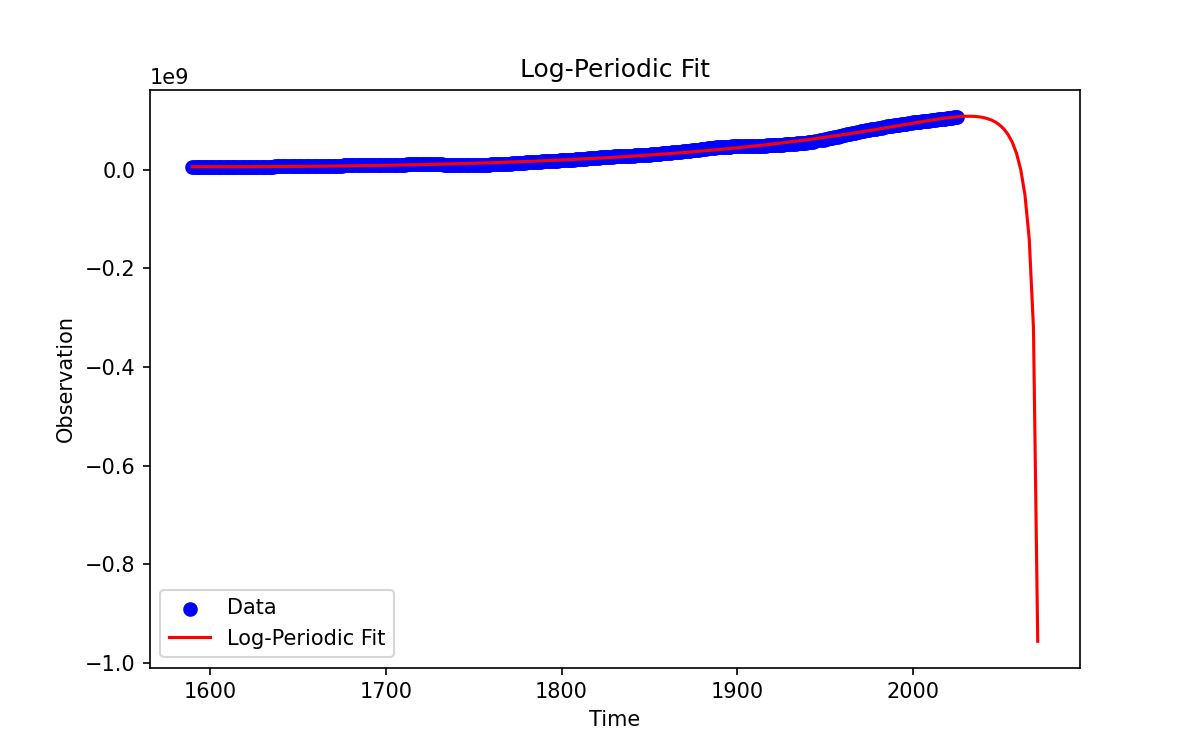 Log-Periodic Fit
1e9
0.0
−0.2
−0.4
−0.6
−0.8
−1.0
Observation
Data
Log-Periodic Fit
1600 1700 1800 1900 2000
Time